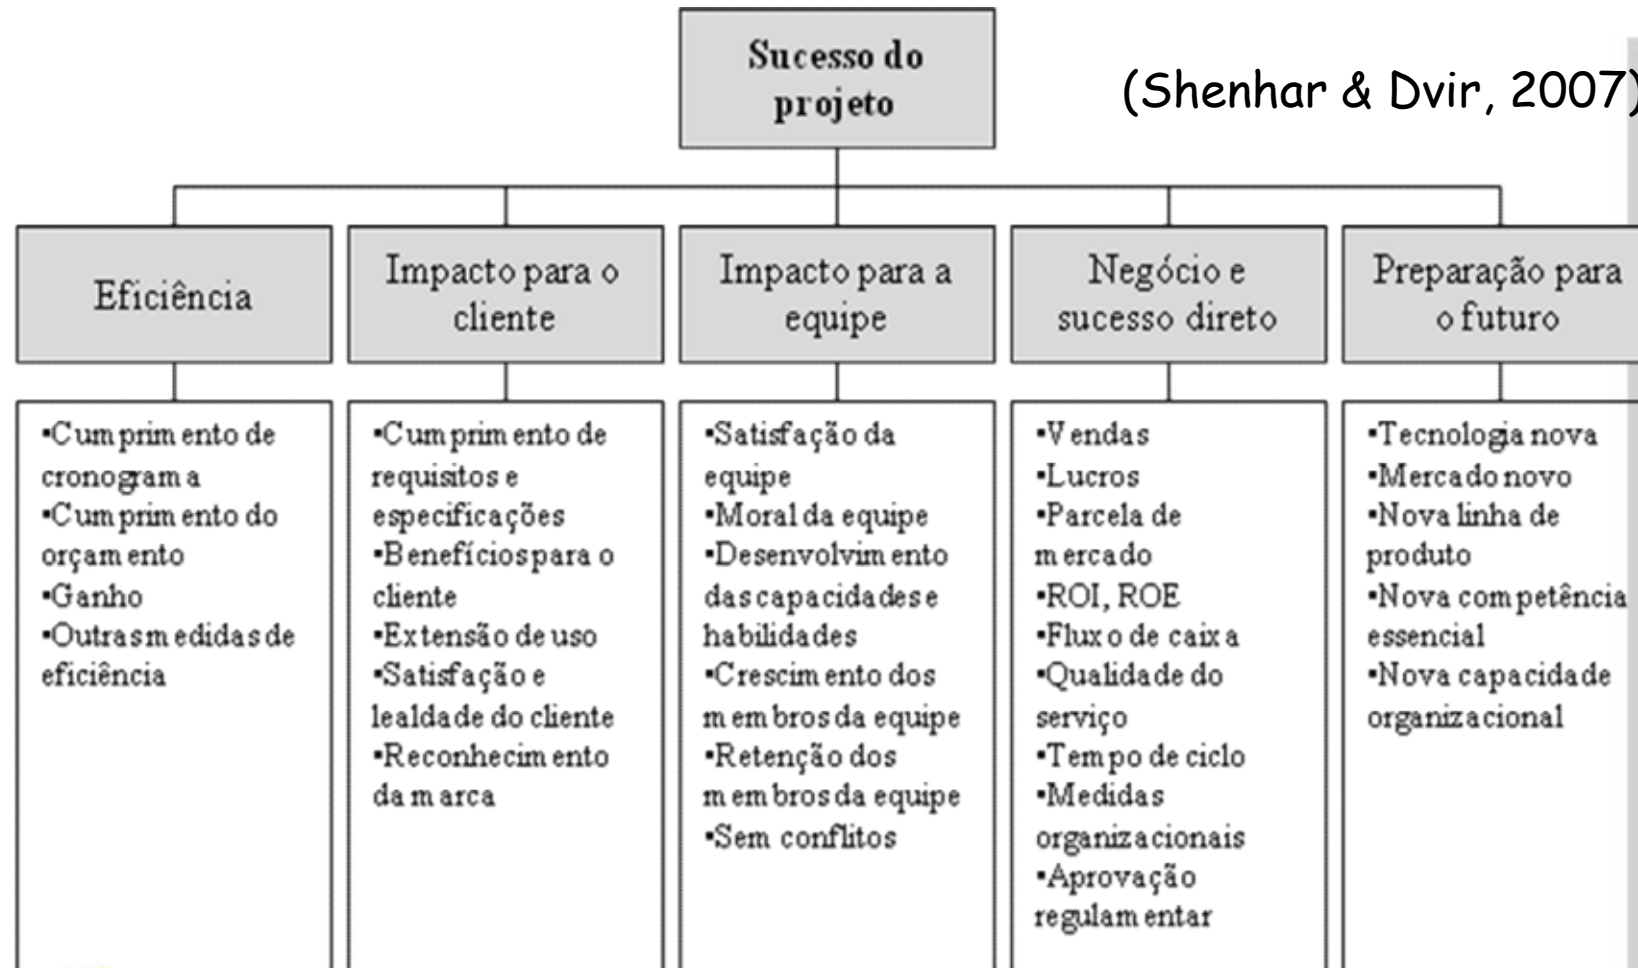 Sucesso do
projeto
(Shenhar & Dvir, 2007)
Eficiência
Impacto para o
cliente
Impacto para a
equipe
Negócio e
sucesso direto
Preparação para
o futuro
▪Cumprimento de
cronograma
▪Cumprimento do
orçamento
▪Ganho
▪Outras medidas de
eficiência
▪Cumprimento de
requisitos e
especificações
▪Benefícios para o
cliente
▪Extensão de uso
▪Satisfação e
lealdade do cliente
▪Reconhecimento
da marca
▪Satisfação da
equipe
▪Moral da equipe
▪Desenvolvimento
das capacidades e
habilidades
▪Crescimento dos
membros da equipe
▪Retenção dos
membros da equipe
▪Sem conflitos
▪Vendas
▪Lucros
▪Parcela de
mercado
▪ROI, ROE
▪Fluxo de caixa
▪Qualidade do
serviço
▪Tempo de ciclo
▪Medidas
organizacionais
▪Aprovação
regulamentar
▪Tecnologia nova
▪Mercado novo
▪Nova linha de
produto
▪Nova competência
essencial
▪Nova capacidade
organizacional